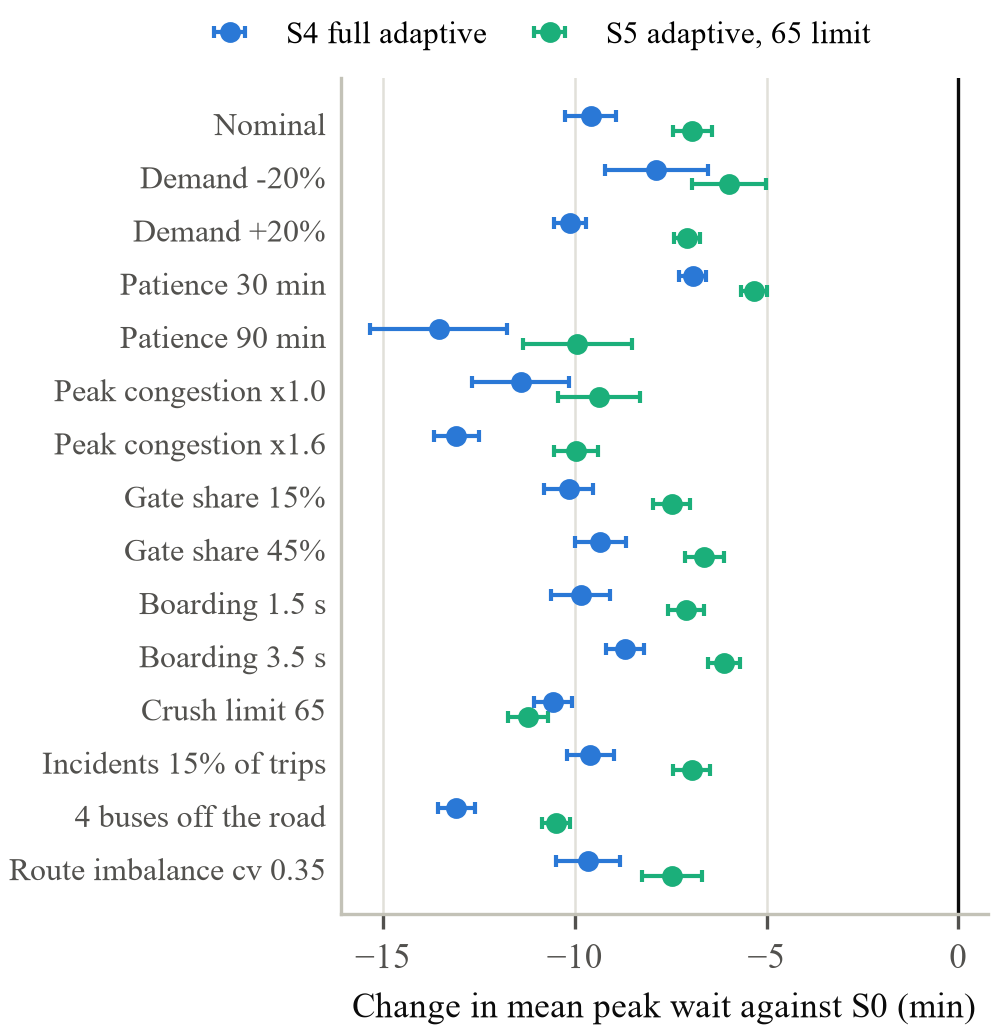 S4 full adaptive S5 adaptive, 65 limit
Nominal
Demand -20%
Demand +20%
Patience 30 min
Patience 90 min
Peak congestion x1.0
Peak congestion x1.6
Gate share 15%
Gate share 45%
Boarding 1.5 s
Boarding 3.5 s
Crush limit 65
Incidents 15% of trips
4 buses off the road
Route imbalance cv 0.35
−15 −10 −5 0
Change in mean peak wait against S0 (min)